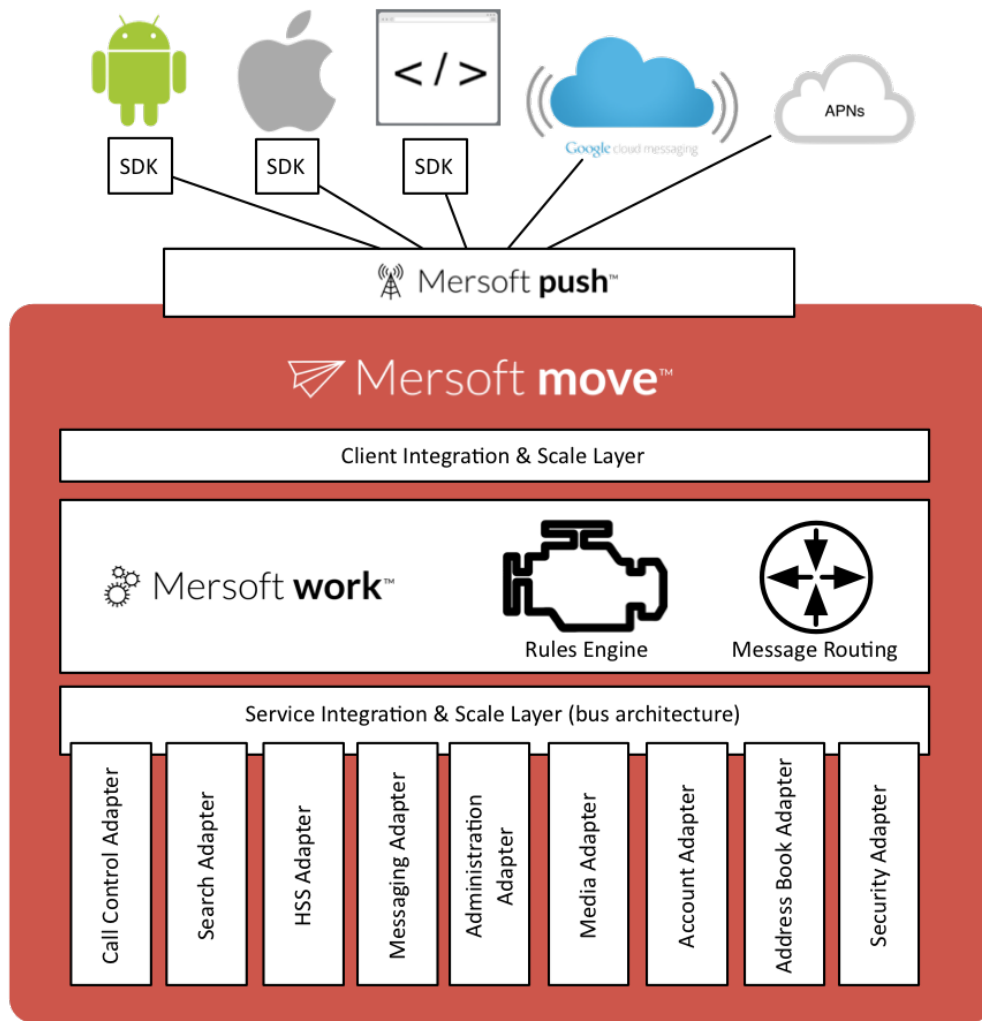 </>
APNs
Google cloud messaging
SDK
SDK
SDK
Mersoft push™
Mersoft move™
Client Integration & Scale Layer
Mersoft work™
Rules Engine
Message Routing
Service Integration & Scale Layer (bus architecture)
Call Control Adapter
Search Adapter
HSS Adapter
Messaging Adapter
Administration
Adapter
Media Adapter
Account Adapter
Address Book Adapter
Security Adapter